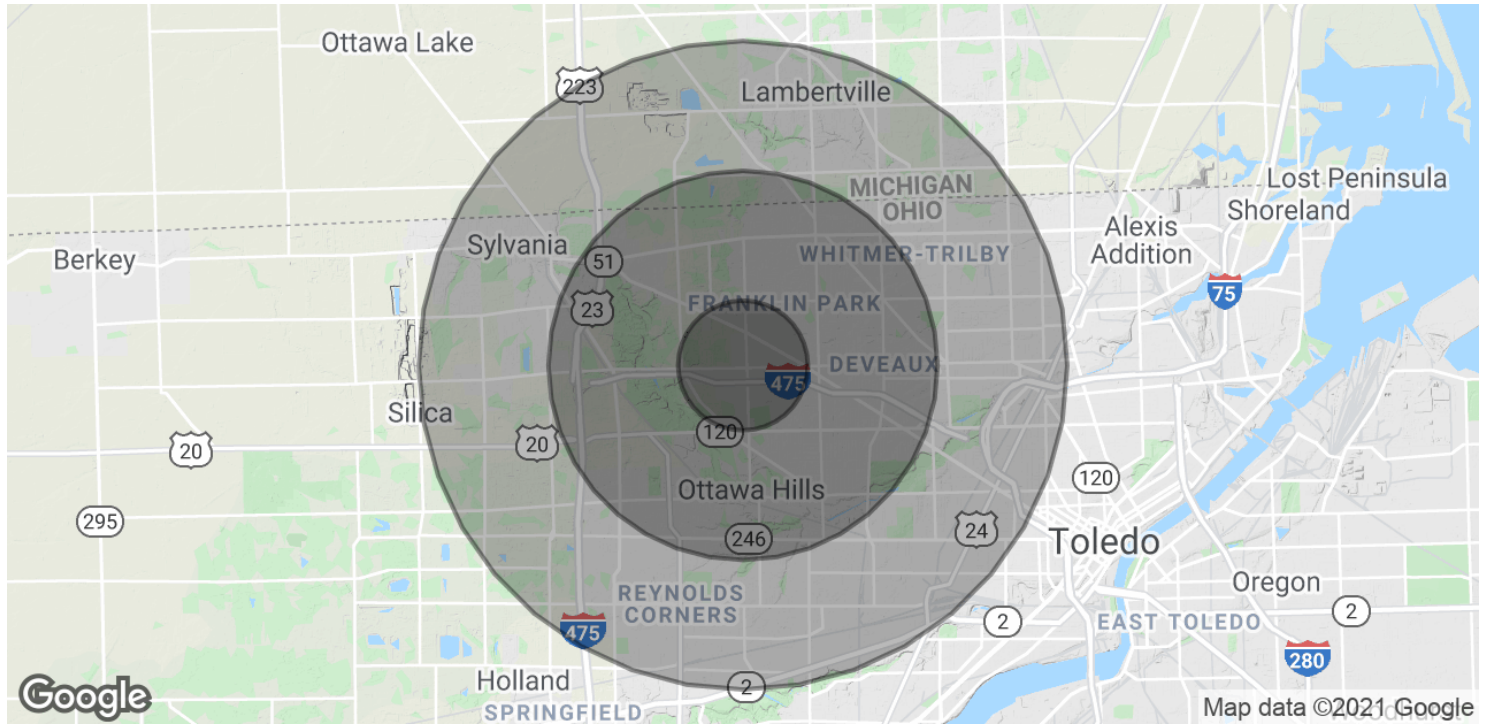 Ottawa Lake
223
Lambertville
MICHIGAN
OHIO
Lost Peninsula
Shoreland
Alexis
Addition
Berkey
Sylvania
51
WHITMER-TRILBY
23
FRANKLIN PARK
75
DEVEAUX
475
Silica
120
20
20
Ottawa Hills
120
295
246
24
Toledo
Oregon
REYNOLDS
CORNERS
475
2
EAST TOLEDO
2
280
Holland
2
SPRINGFIELD
Google
Map data ©2021 Google